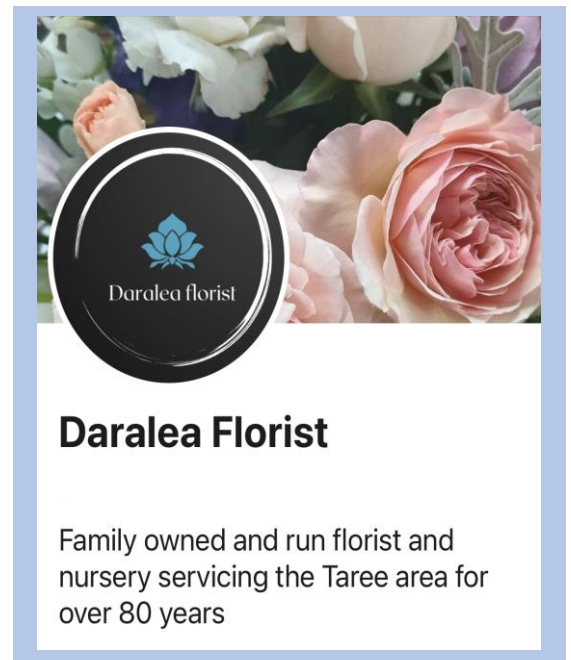 Daralea florist
Daralea Florist
Family owned and run florist and
nursery servicing the Taree area for
over 80 years